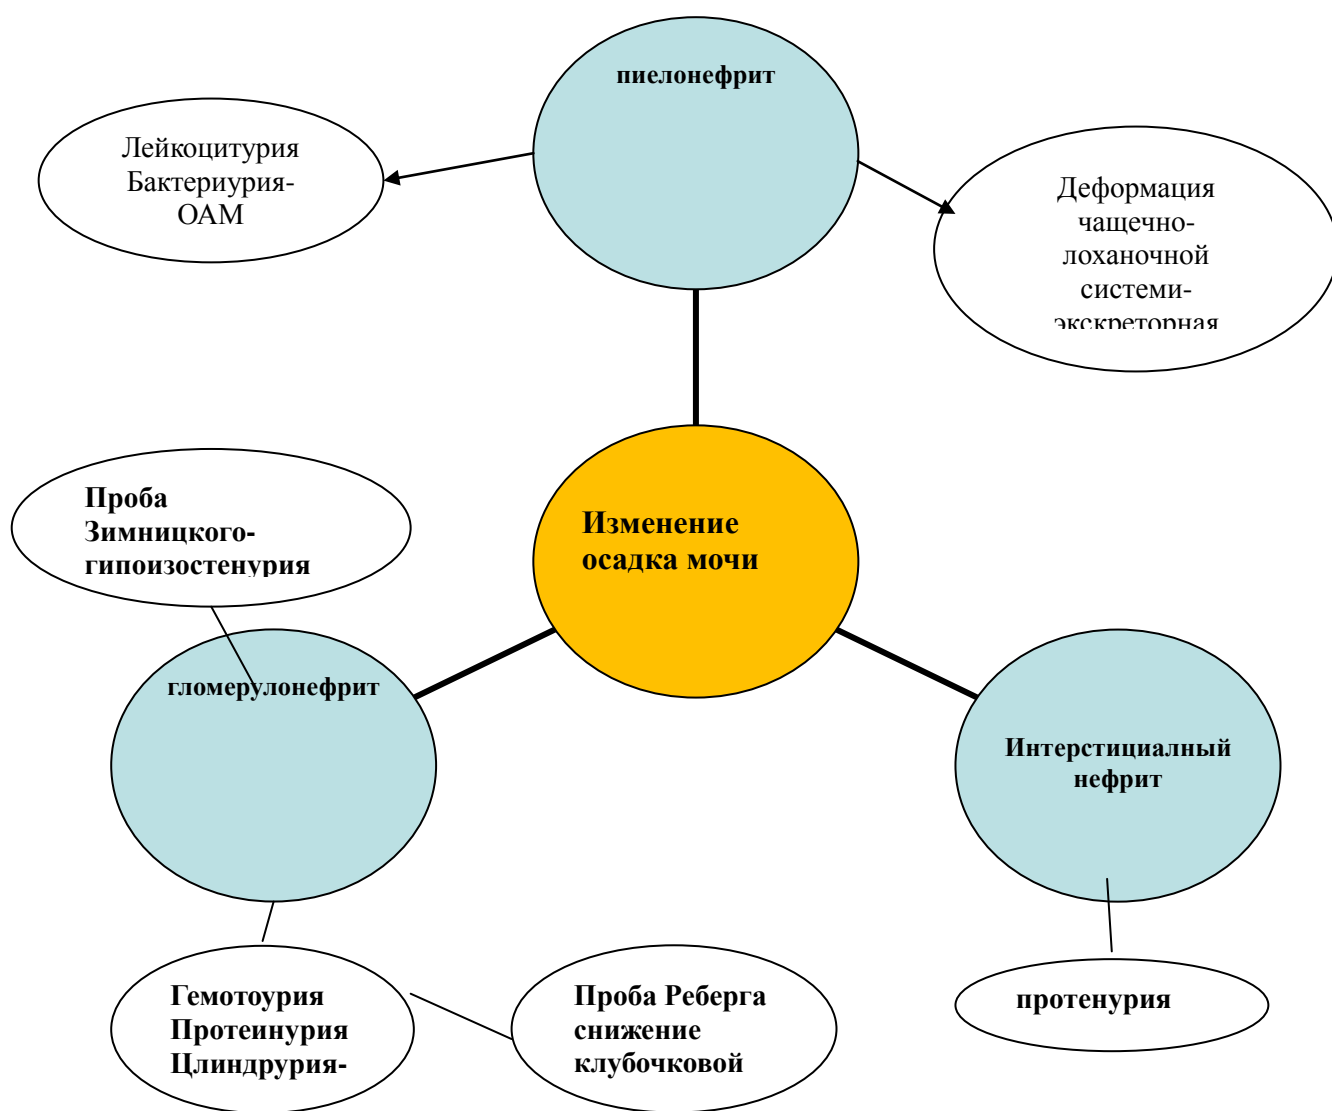 пиелонефрит
Лейкоцитурия
Бактериурия-
ОАМ
Деформация
чащечно-
лоханочной
системи-
экскреторная
Изменение
осадка мочи
Проба
Зимницкого-
гипоизостенурия
гломерулонефрит
Интерстициалный
нефрит
Гемотоурия
Протеинурия
Цлиндрурия-
Проба Реберга
снижение
клубочковой
протенурия